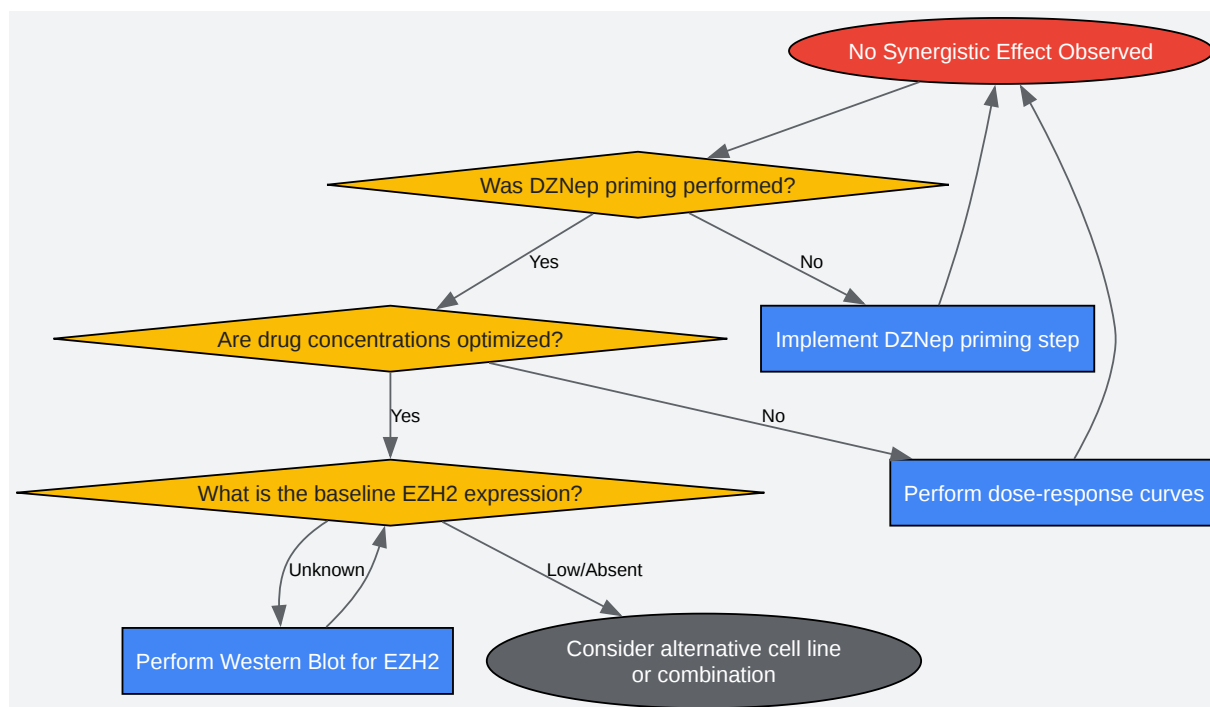 No Synergistic Effect Observed
Was DZNep priming performed?
Yes
No
Are drug concentrations optimized?
Implement DZNep priming step
Yes
No
What is the baseline EZH2 expression?
Perform dose-response curves
Unknown
Low/Absent
Perform Western Blot for EZH2
Consider alternative cell line
or combination